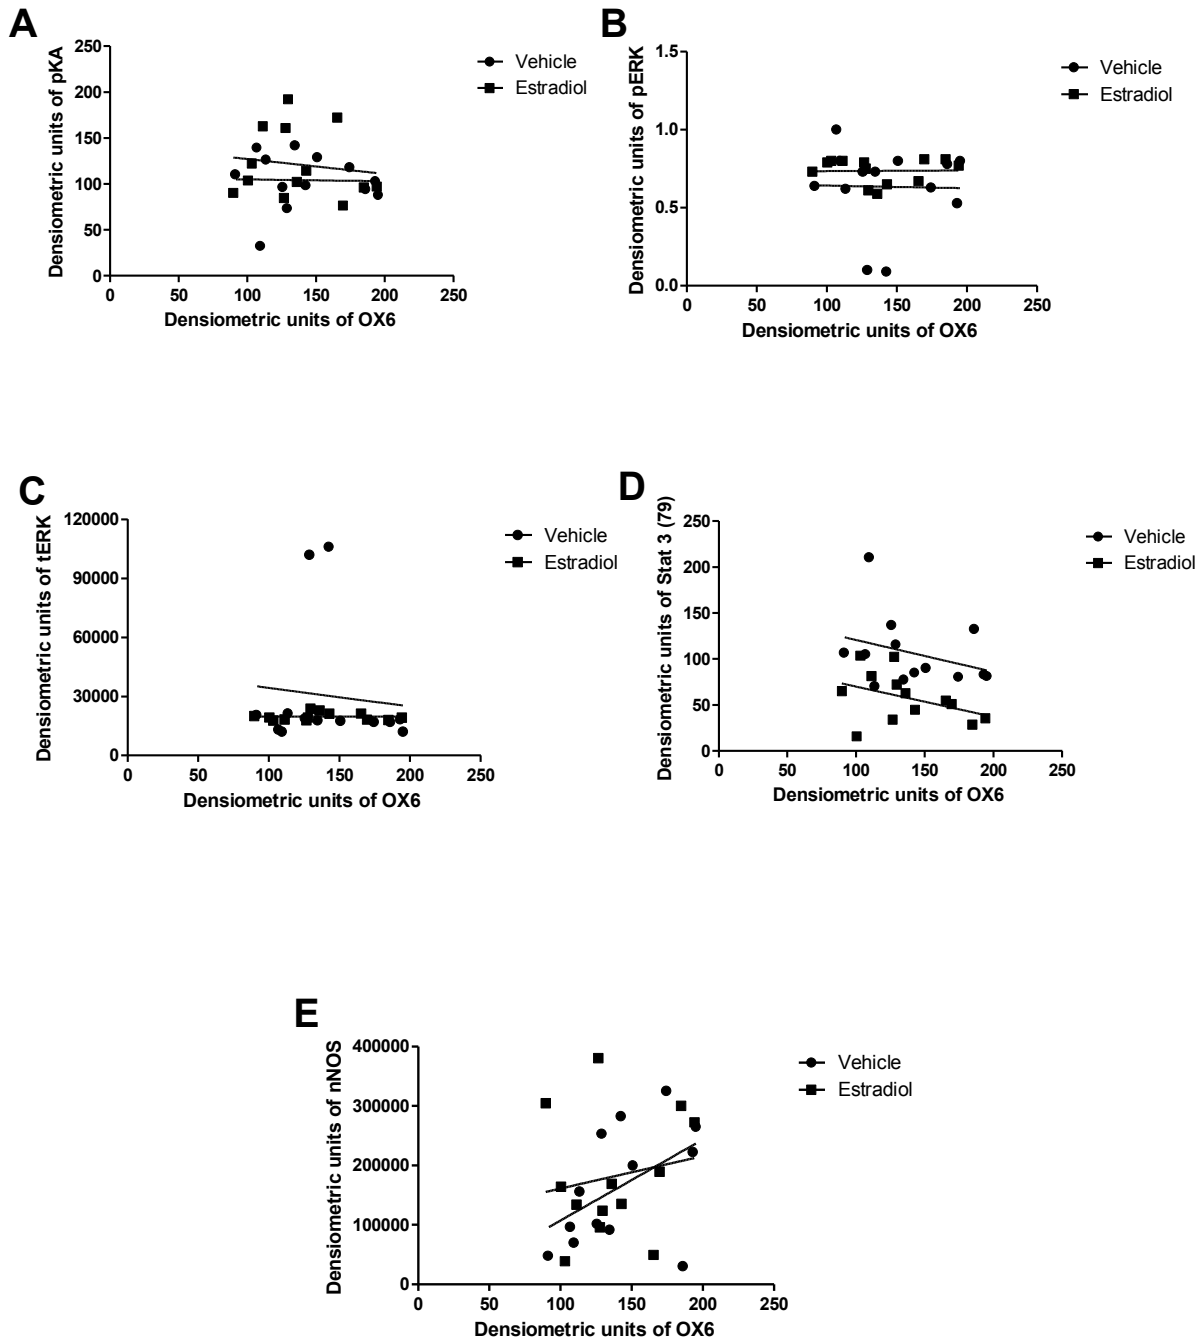 A
Densiometric units of pKA
250
200
150
100
50
0
0 50 100 150 200 250
Densiometric units of OX6
Vehicle
Estradiol
B
Densiometric units of pERK
1.5
1.0
0.5
0.0
0 50 100 150 200 250
Densiometric units of OX6
Vehicle
Estradiol
C
Densiometric units of tERK
120000
90000
60000
30000
0
0 50 100 150 200 250
Densiometric units of OX6
Vehicle
Estradiol
D
Densiometric units of Stat 3 (79)
250
200
150
100
50
0
0 50 100 150 200 250
Densiometric units of OX6
Vehicle
Estradiol
E
Densiometric units of nNOS
400000
300000
200000
100000
0
0 50 100 150 200 250
Densiometric units of OX6
Vehicle
Estradiol